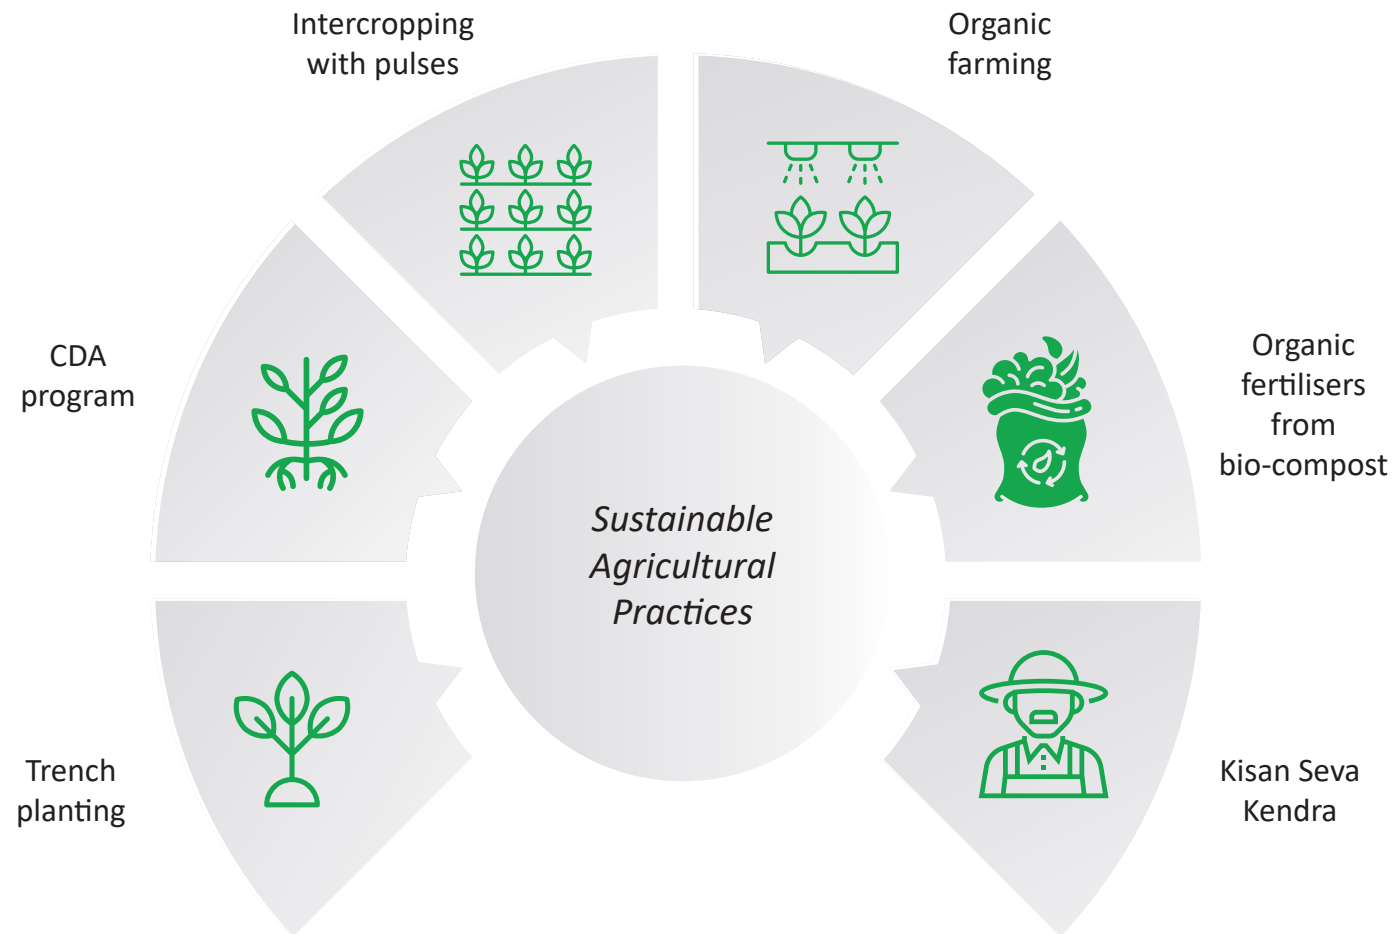 Intercropping
with pulses
Organic
farming
CDA
program
Organic
fertilisers
from
bio-compost
Sustainable
Agricultural
Practices
Trench
planting
Kisan Seva
Kendra